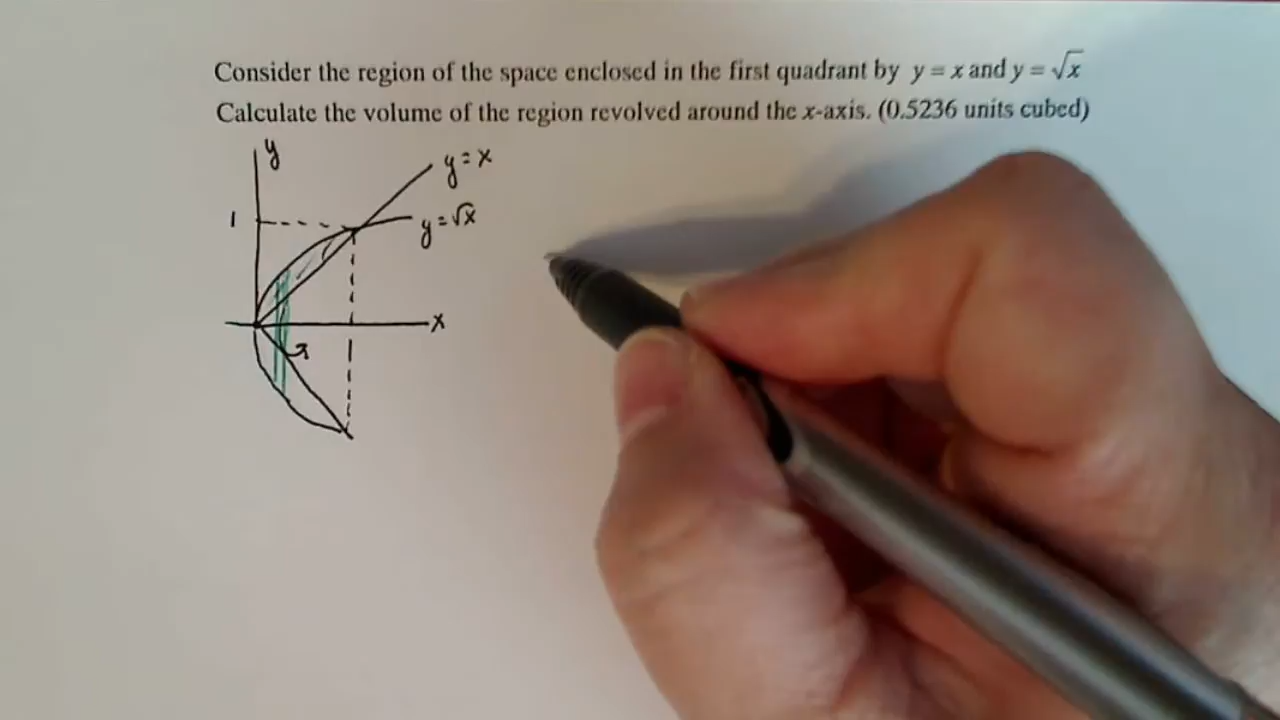 Consider the region of the space enclosed in the first quadrant by y = x and y = √x
Calculate the volume of the region revolved around the x-axis. (0.5236 units cubed)
y
y = x
1
y = √x
x